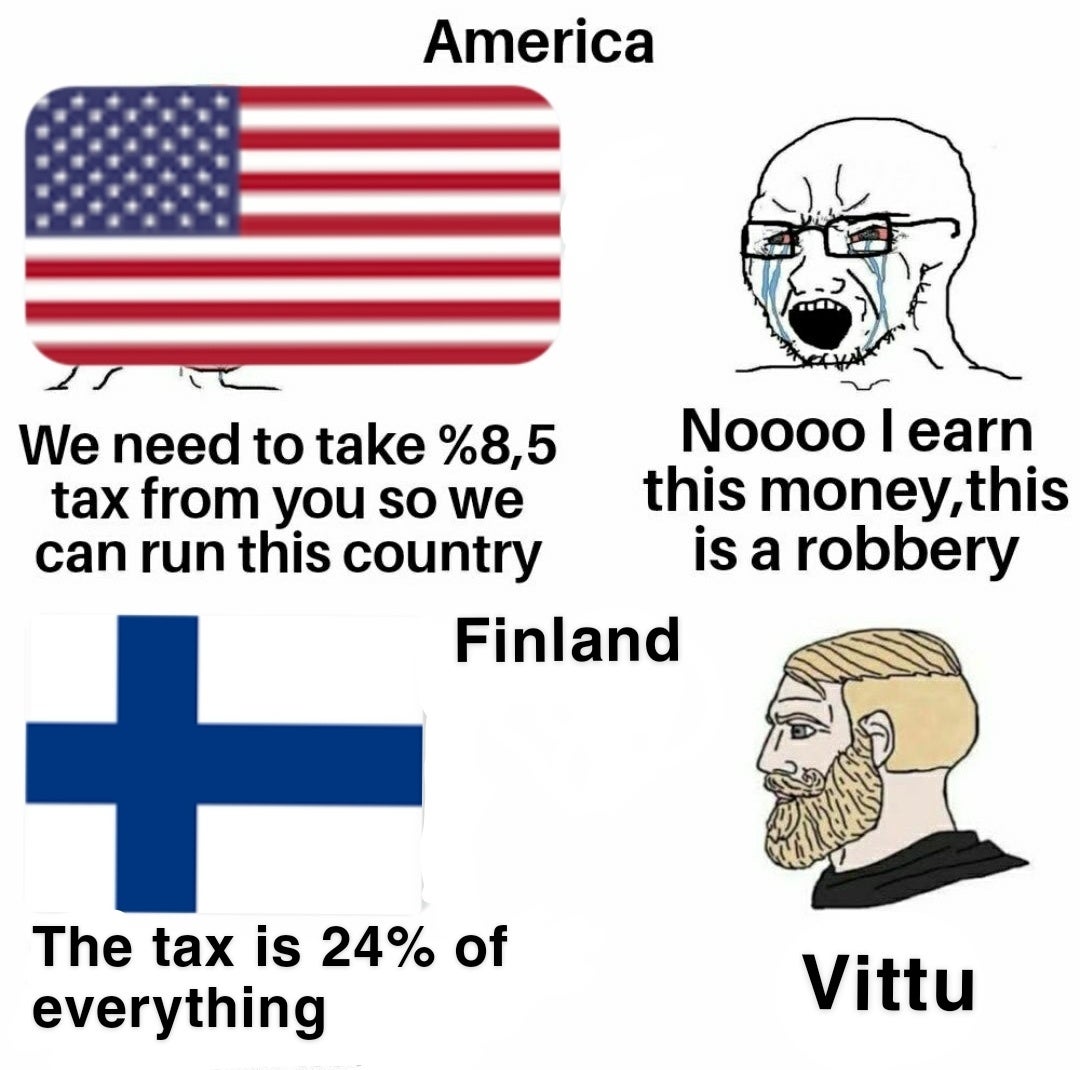 America
We need to take %8,5
tax from you so we
can run this country
Noooo I earn
this money,this
is a robbery
Finland
The tax is 24% of
everything
Vittu